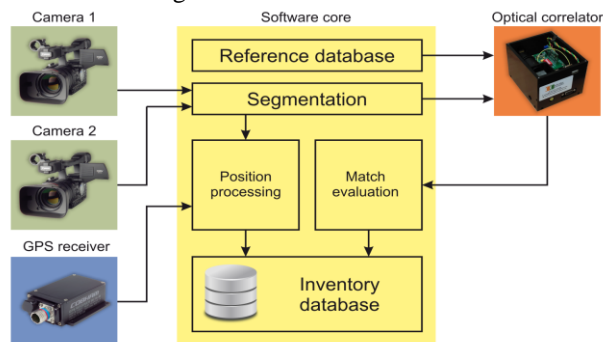 Camera 1
Software core
Optical correlator
Reference database
Segmentation
Camera 2
Position
processing
Match
evaluation
GPS receiver
Inventory
database